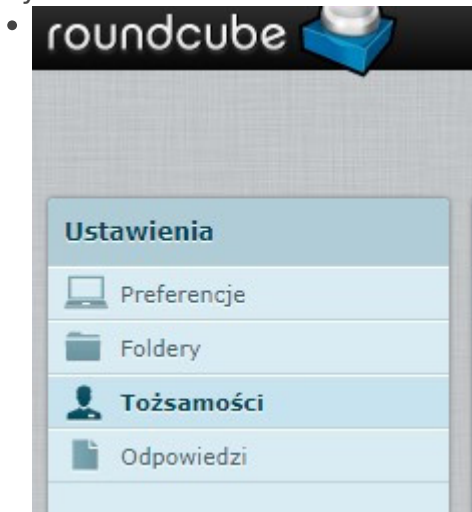 roundcube
Ustawienia
Preferencje
Foldery
Tożsamości
Odpowiedzi